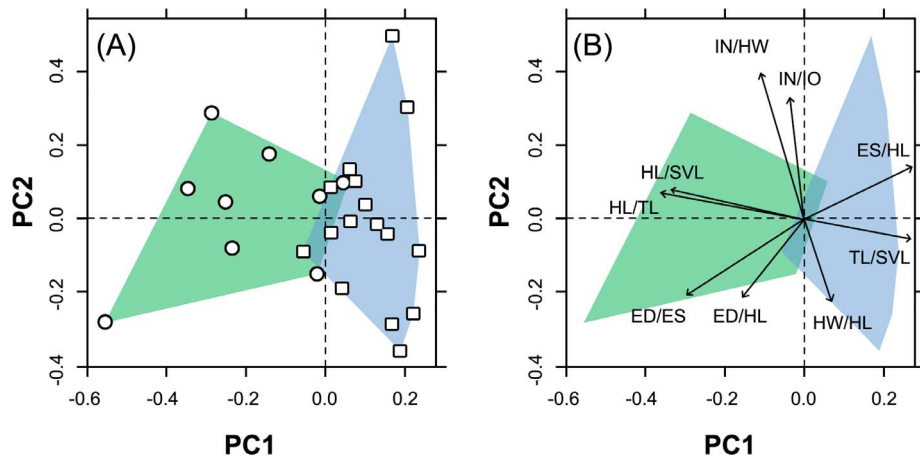 (A)
PC2
0.4
0.2
0.0
-0.2
-0.4
-0.6
-0.4
-0.2
0.0
0.2
PC1
(B)
PC2
0.4
0.2
0.0
-0.2
-0.4
IN/HW
IN/IO
ES/HL
HL/SVL
HL/TL
TL/SVL
ED/ES
ED/HL
HW/HL
-0.6
-0.4
-0.2
0.0
0.2
PC1